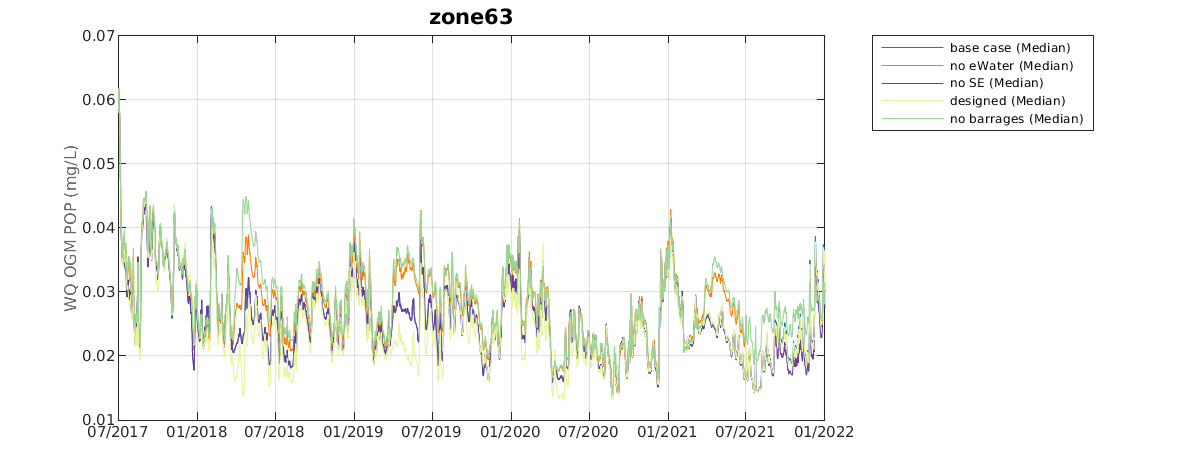 zone63
WQ OGM POP (mg/L)
0.07
0.06
0.05
0.04
0.03
0.02
0.01
07/2017
01/2018
07/2018
01/2019
07/2019
01/2020
07/2020
01/2021
07/2021
01/2022
base case (Median)
no eWater (Median)
no SE (Median)
designed (Median)
no barrages (Median)